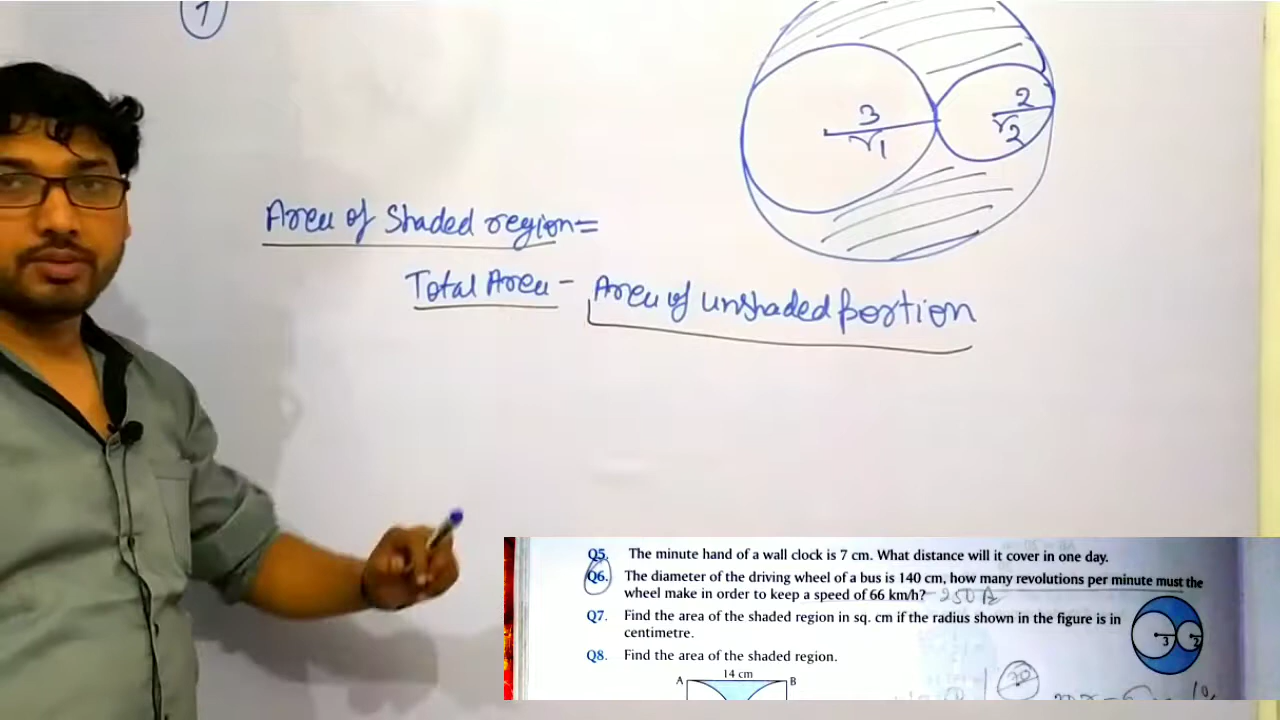 7
3
r1
2
r2
Area of Shaded region=
Total Area - Area of unshaded portion
Q5. The minute hand of a wall clock is 7 cm. What distance will it cover in one day.
Q6. The diameter of the driving wheel of a bus is 140 cm, how many revolutions per minute must the
wheel make in order to keep a speed of 66 km/h? 250
Q7. Find the area of the shaded region in sq. cm if the radius shown in the figure is in
centimetre.
3 2
Q8. Find the area of the shaded region.
14 cm
A B